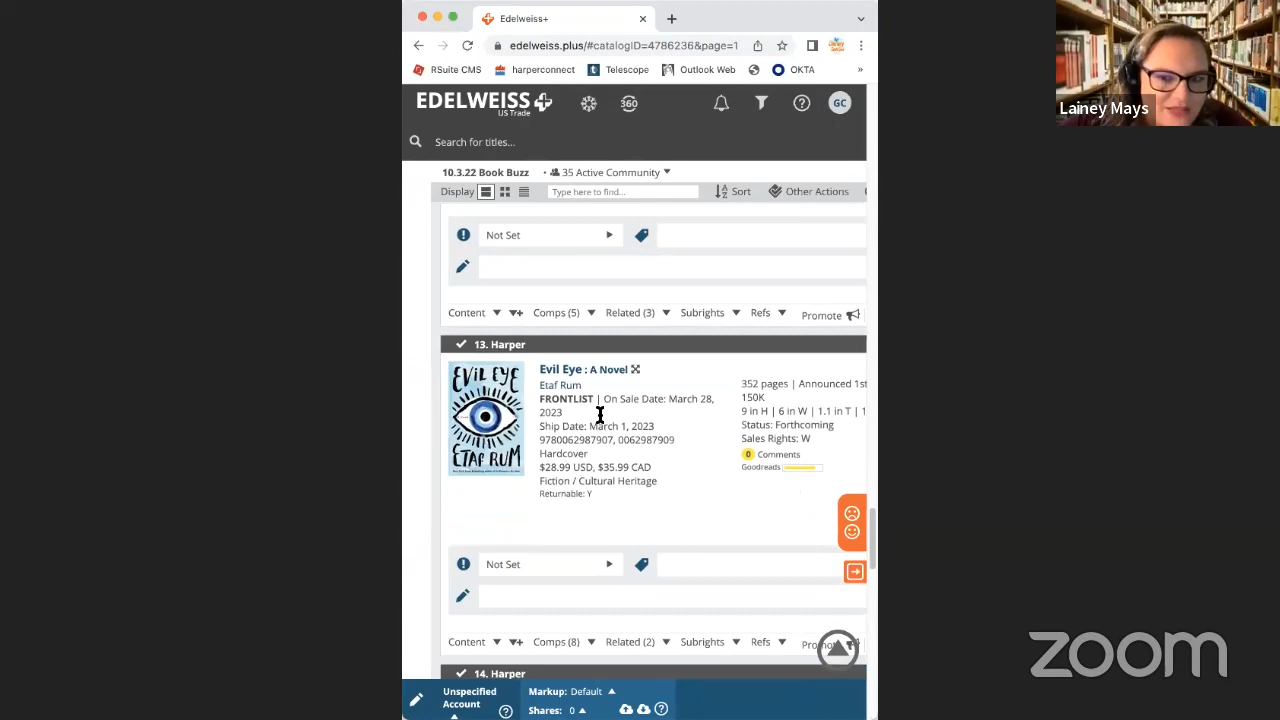 Edelweiss+
edelweiss.plus/#catalogID=4786236&page=1
RSuite CMS
harperconnect
Telescope
Outlook Web
OKTA
»
EDELWEISS
US Trade
360
GC
Search for titles...
10.3.22 Book Buzz
• 35 Active Community
Display
Type here to find...
Sort
Other Actions
Not Set
Content
Comps (5)
Related (3)
Subrights
Refs
Promote
13. Harper
EVIL EYE
ETAF RUM
Evil Eye : A Novel
Etaf Rum
FRONTLIST | On Sale Date: March 28,
2023
Ship Date: March 1, 2023
9780062987907, 0062987909
Hardcover
$28.99 USD, $35.99 CAD
Fiction / Cultural Heritage
Returnable: Y
352 pages | Announced 1st
150K
9 in H | 6 in W | 1.1 in T | 1
Status: Forthcoming
Sales Rights: W
0 Comments
Goodreads
Not Set
Content
Comps (8)
Related (2)
Subrights
Refs
14. Harper
Unspecified
Account
Markup: Default
Shares: 0
Lainey Mays
zoom